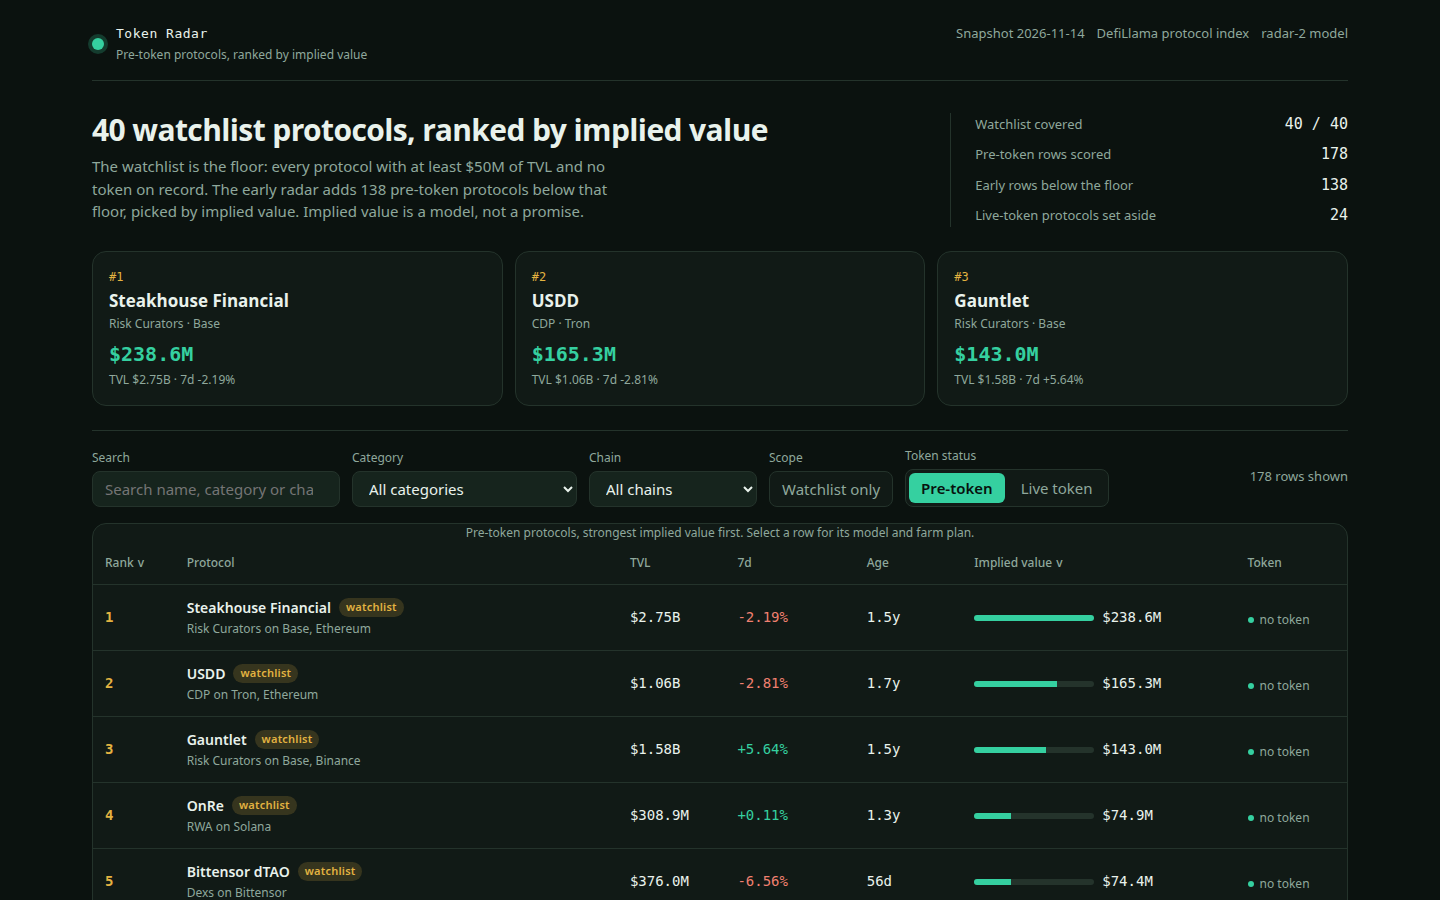 Token Radar
Pre-token protocols, ranked by implied value
Snapshot 2026-11-14 DefiLlama protocol index radar-2 model
40 watchlist protocols, ranked by implied value
The watchlist is the floor: every protocol with at least $50M of TVL and no
token on record. The early radar adds 138 pre-token protocols below that
floor, picked by implied value. Implied value is a model, not a promise.
Watchlist covered 40 / 40
Pre-token rows scored 178
Early rows below the floor 138
Live-token protocols set aside 24
#1
Steakhouse Financial
Risk Curators · Base
$238.6M
TVL $2.75B · 7d -2.19%
#2
USDD
CDP · Tron
$165.3M
TVL $1.06B · 7d -2.81%
#3
Gauntlet
Risk Curators · Base
$143.0M
TVL $1.58B · 7d +5.64%
Search
Search name, category or cha
Category
All categories
Chain
All chains
Scope
Watchlist only
Token status
Pre-token Live token
178 rows shown
Pre-token protocols, strongest implied value first. Select a row for its model and farm plan.
Rank v Protocol TVL 7d Age Implied value v Token
1 Steakhouse Financial watchlist $2.75B -2.19% 1.5y $238.6M no token
Risk Curators on Base, Ethereum
2 USDD watchlist $1.06B -2.81% 1.7y $165.3M no token
CDP on Tron, Ethereum
3 Gauntlet watchlist $1.58B +5.64% 1.5y $143.0M no token
Risk Curators on Base, Binance
4 OnRe watchlist $308.9M +0.11% 1.3y $74.9M no token
RWA on Solana
5 Bittensor dTAO watchlist $376.0M -6.56% 56d $74.4M no token
Dexs on Bittensor